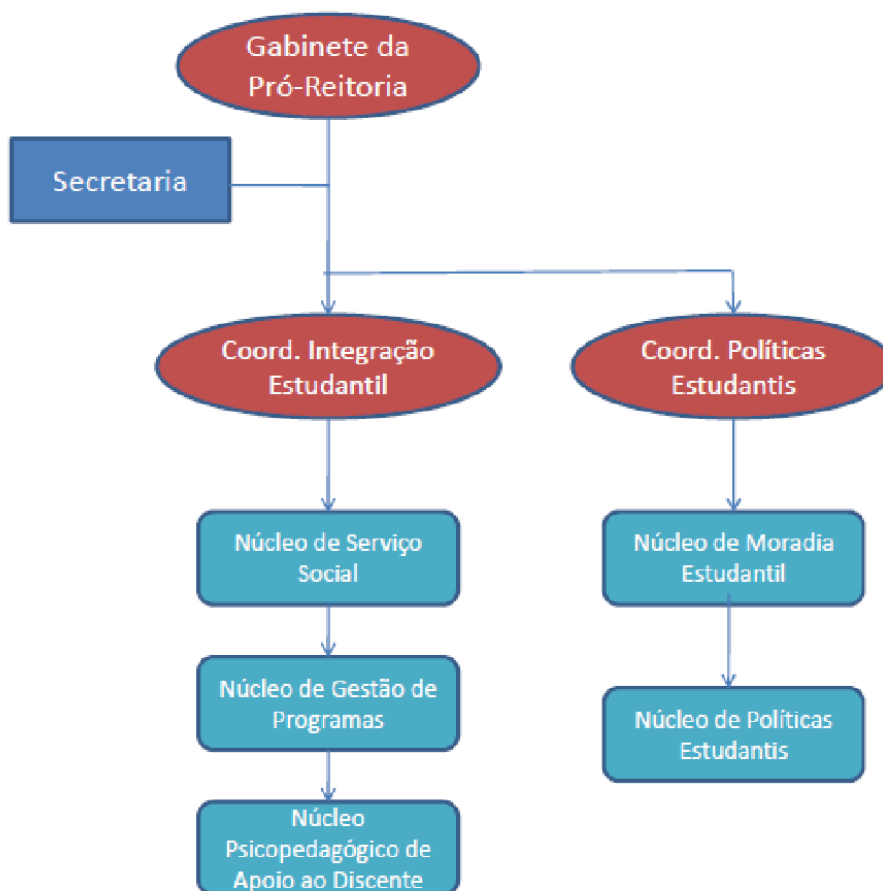 Gabinete da
Pró-Reitoria
Secretaria
Coord. Integração
Estudantil
Coord. Políticas
Estudantis
Núcleo de Serviço
Social
Núcleo de Moradia
Estudantil
Núcleo de Gestão de
Programas
Núcleo de Políticas
Estudantis
Núcleo
Psicopedagógico de
Apoio ao Discente